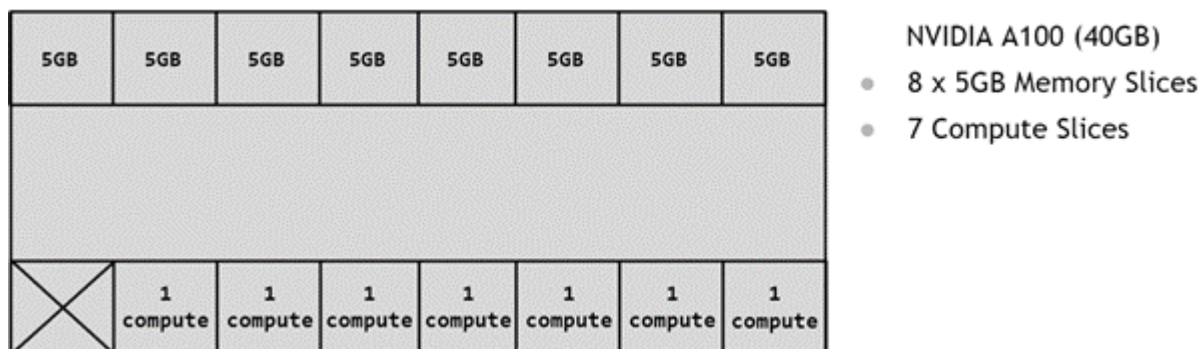 5GB 5GB 5GB 5GB 5GB 5GB 5GB 5GB
1 1 1 1 1 1 1
compute compute compute compute compute compute compute
NVIDIA A100 (40GB)
8 x 5GB Memory Slices
7 Compute Slices